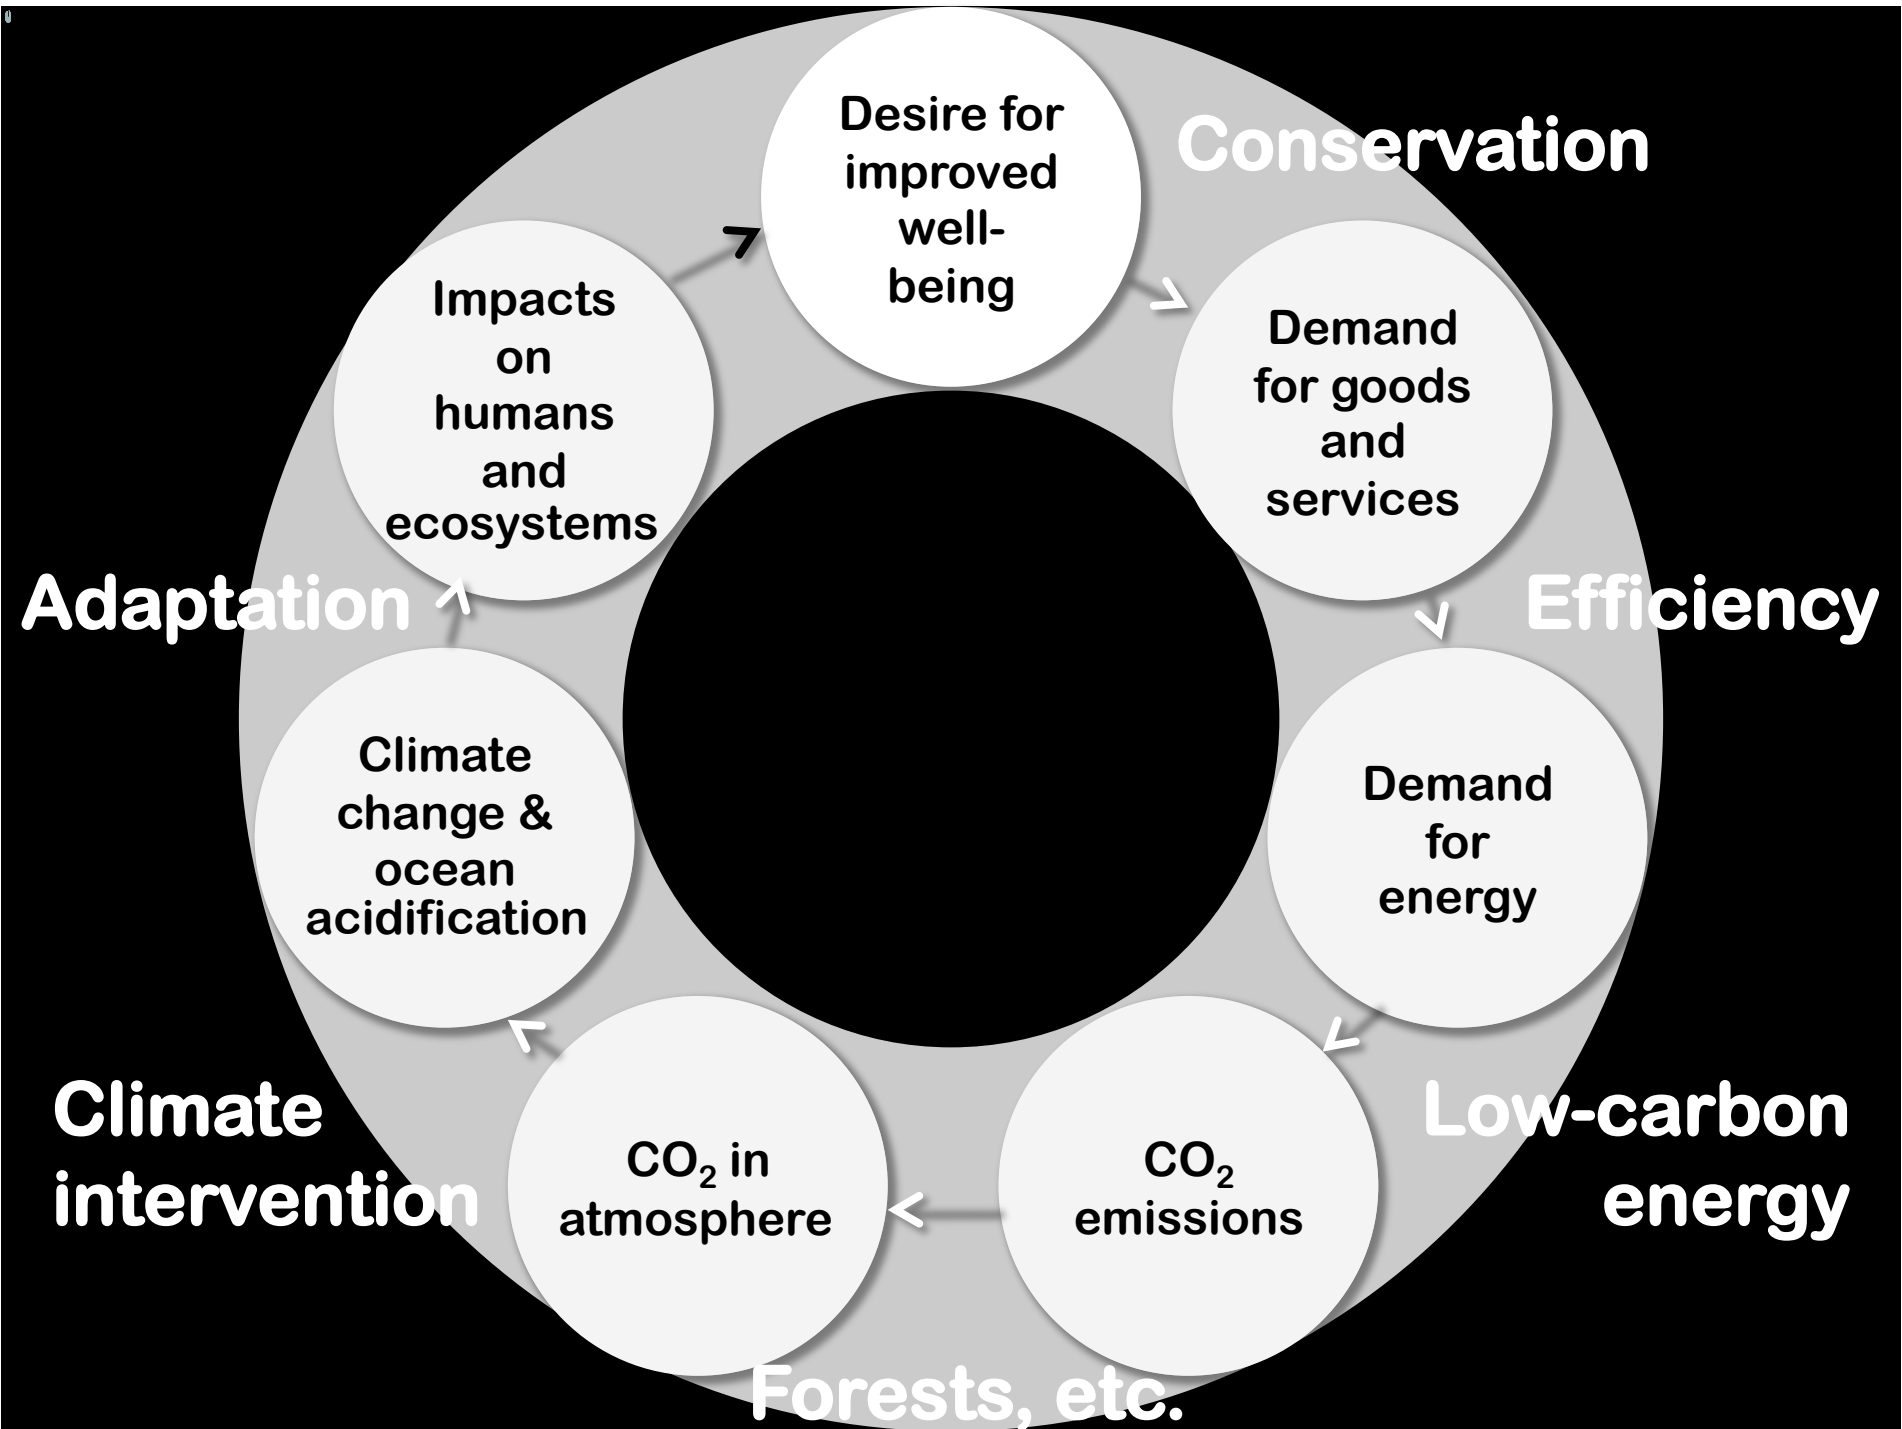 Desire for
improved
well-
being
Conservation
Demand
for goods
and
services
Efficiency
Demand
for
energy
Low-carbon
energy
CO₂
emissions
Forests, etc.
CO₂ in
atmosphere
Climate
intervention
Climate
change &
ocean
acidification
Adaptation
Impacts
on
humans
and
ecosystems